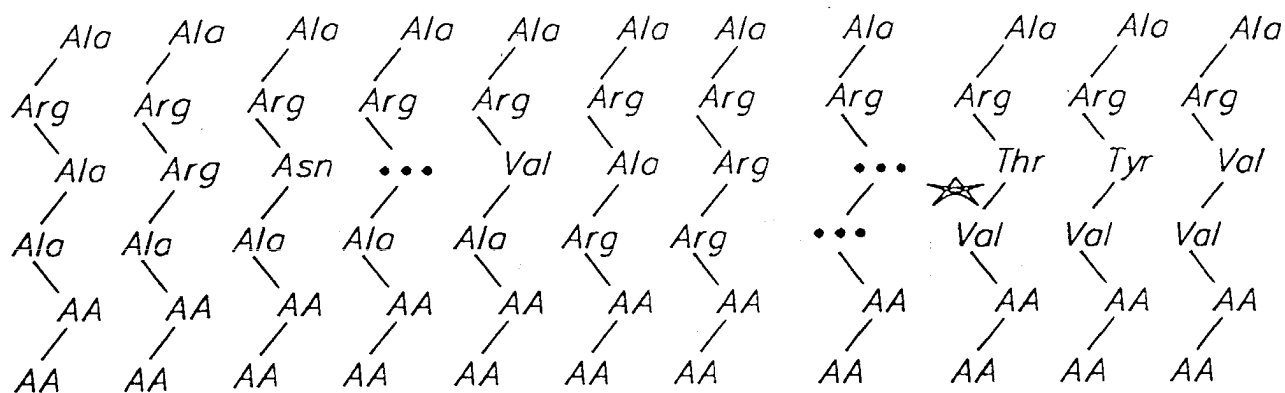 Ala Ala Ala Ala Ala Ala Ala Ala Ala Ala Ala
Arg Arg Arg Arg Arg Arg Arg Arg Arg Arg Arg
Ala Arg Asn ••• Val Ala Arg ••• Thr Tyr Val
Ala Ala Ala Ala Ala Arg Arg ••• Val Val Val
AA AA AA AA AA AA AA AA AA AA AA
AA AA AA AA AA AA AA AA AA AA AA